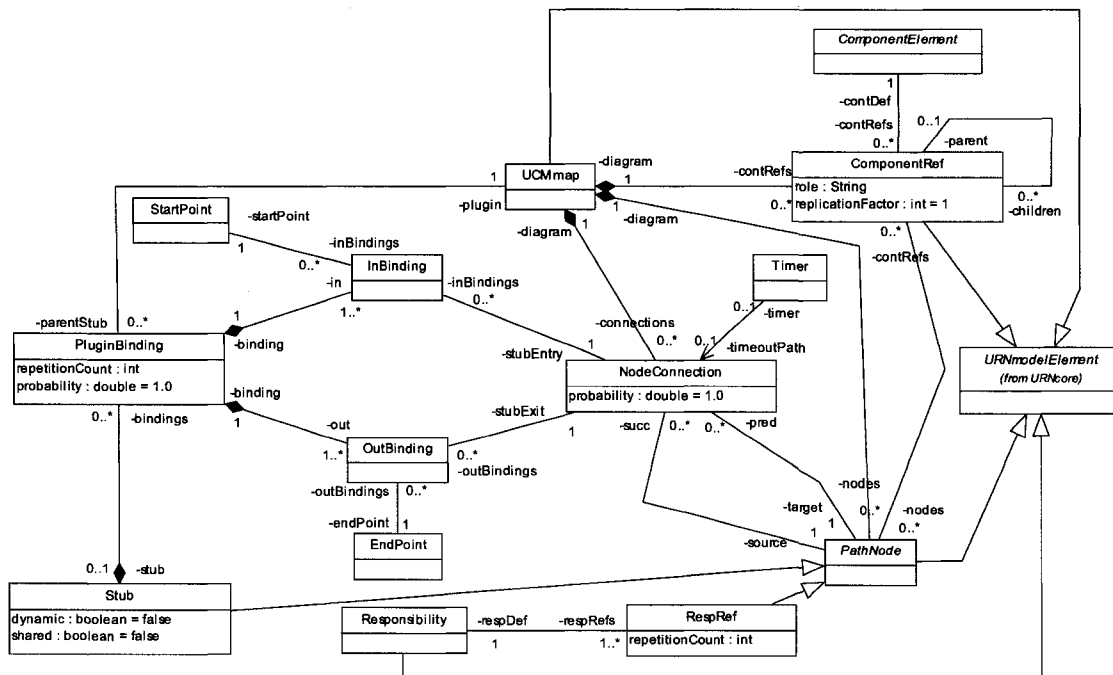 ComponentElement
1
-contDef
0..1
-contRefs
-parent
0..*
ComponentRef
role : String
replicationFactor : int = 1
0..*
-children
-diagram
-contRefs
1
UCMmap
1
0..*
-plugin
1
-diagram
-diagram
1
0..*
-contRefs
StartPoint
-startPoint
1
-inBindings
0..*
InBinding
-in
-inBindings
0..*
1
1..*
Timer
0..1
-timer
-parentStub
0..*
-connections
0..*
0..1
-timeoutPath
PluginBinding
repetitionCount : int
probability : double = 1.0
-binding
-stubEntry
1
NodeConnection
probability : double = 1.0
URNmodelElement
(from URNcore)
-binding
1
0..*
-bindings
-out
1..*
-stubExit
1
-succ
0..*
0..*
-pred
OutBinding
0..*
-outBindings
-outBindings
0..*
-endPoint
1
EndPoint
-nodes
0..*
-nodes
0..*
-target
1
1
-source
PathNode
0..1
-stub
Stub
dynamic : boolean = false
shared : boolean = false
Responsibility
-respDef
1
-respRefs
1..*
RespRef
repetitionCount : int